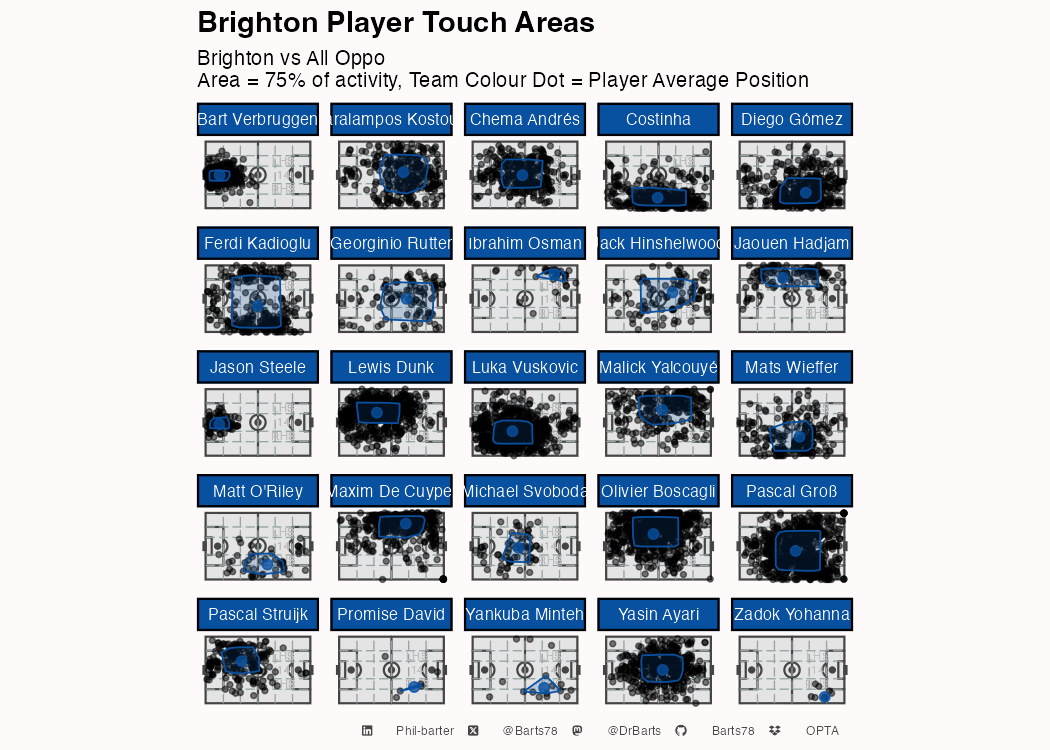 Brighton Player Touch Areas
Brighton vs All Oppo
Area = 75% of activity, Team Colour Dot = Player Average Position
Bart Verbruggen aralampos Kostou Chema Andrés Costinha Diego Gómez
Ferdi Kadioglu Georginio Rutter Ibrahim Osman Jack Hinshelwood Jaouen Hadjam
Jason Steele Lewis Dunk Luka Vuskovic Malick Yalcouyé Mats Wieffer
Matt O'Riley Maxim De Cuype Michael Svoboda Olivier Boscagli Pascal Groß
Pascal Struijk Promise David Yankuba Minteh Yasin Ayari Zadok Yohanna
Phil-barter @Barts78 @DrBarts Barts78 OPTA